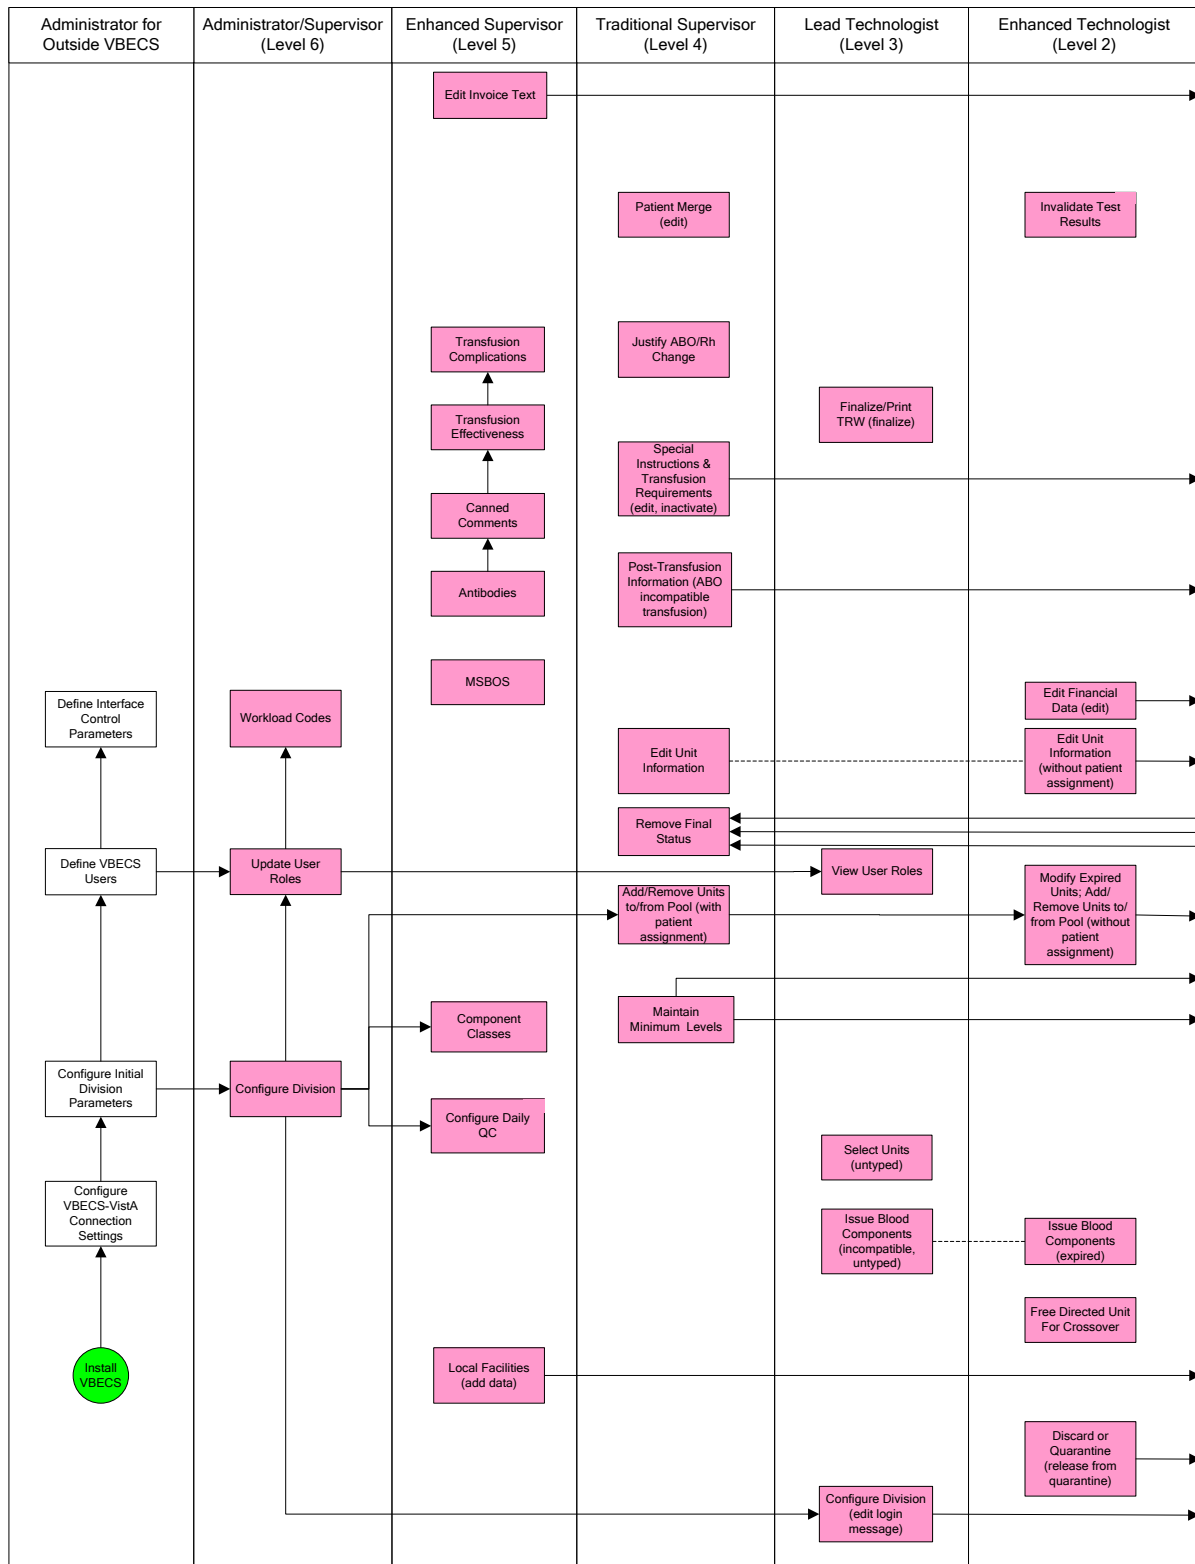 Administrator for
Outside VBECS
Administrator/Supervisor
(Level 6)
Enhanced Supervisor
(Level 5)
Traditional Supervisor
(Level 4)
Lead Technologist
(Level 3)
Enhanced Technologist
(Level 2)
Edit Invoice Text
Patient Merge
(edit)
Invalidate Test
Results
Transfusion
Complications
Justify ABO/Rh
Change
Transfusion
Effectiveness
Finalize/Print
TRW (finalize)
Special
Instructions &
Transfusion
Requirements
(edit, inactivate)
Canned
Comments
Antibodies
Post-Transfusion
Information (ABO
incompatible
transfusion)
MSBOS
Define Interface
Control
Parameters
Workload Codes
Edit Financial
Data (edit)
Edit Unit
Information
Edit Unit
Information
(without patient
assignment)
Remove Final
Status
Define VBECS
Users
Update User
Roles
View User Roles
Add/Remove Units
to/from Pool (with
patient
assignment)
Modify Expired
Units; Add/
Remove Units to/
from Pool (without
patient
assignment)
Component
Classes
Maintain
Minimum Levels
Configure Initial
Division
Parameters
Configure Division
Configure Daily
QC
Select Units
(untyped)
Configure
VBECS-VistA
Connection
Settings
Issue Blood
Components
(incompatible,
untyped)
Issue Blood
Components
(expired)
Free Directed Unit
For Crossover
Install
VBECS
Local Facilities
(add data)
Discard or
Quarantine
(release from
quarantine)
Configure Division
(edit login
message)